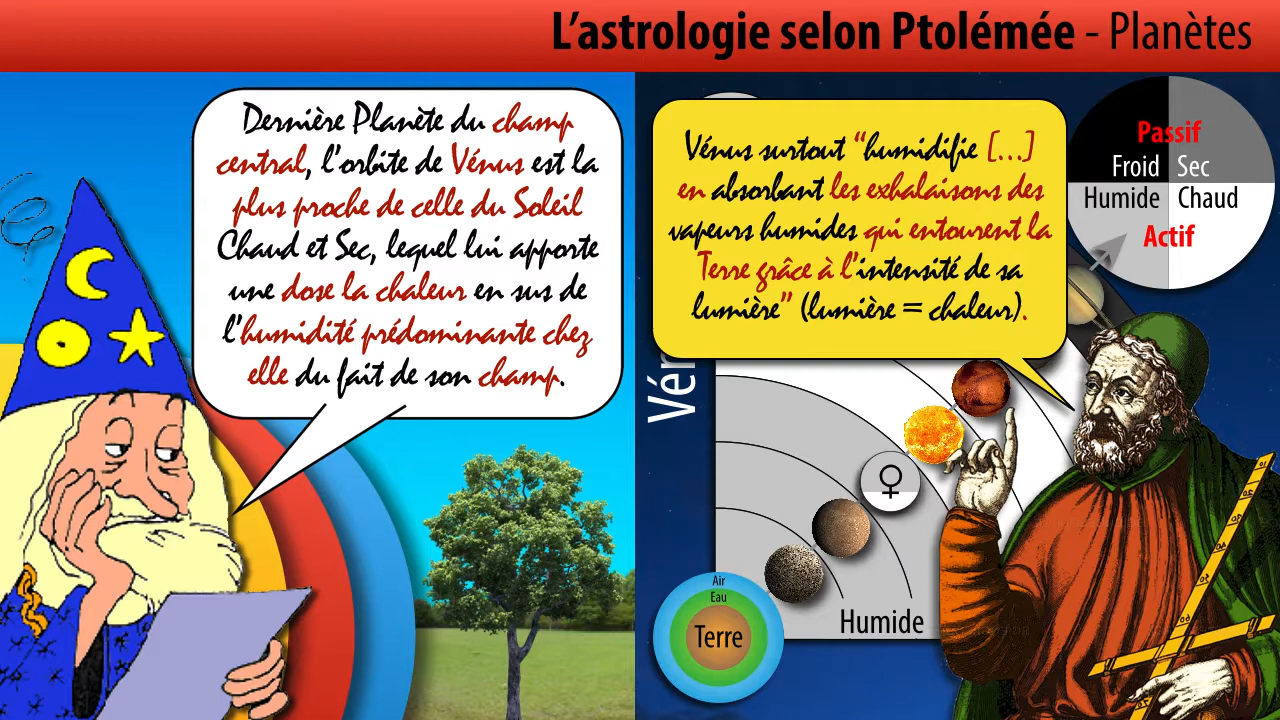 L’astrologie selon Ptolémée - Planètes
Dernière Planète du champ
central, l’orbite de Vénus est la
plus proche de celle du Soleil
Chaud et Sec, lequel lui apporte
une dose la chaleur en sus de
l’humidité prédominante chez
elle du fait de son champ.
Vénus surtout “humidifie [...]
en absorbant les exhalaisons des
vapeurs humides qui entourent la
Terre grâce à l’intensité de sa
lumière” (lumière = chaleur).
Passif
Froid Sec
Humide Chaud
Actif
Vén
♀
Humide
Air
Eau
Terre